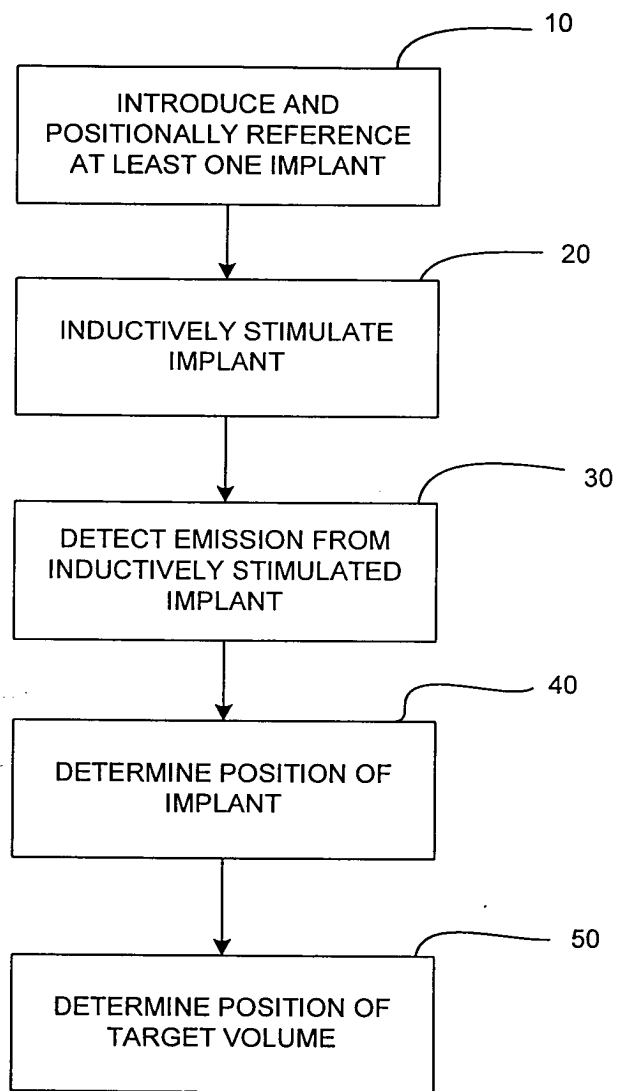 10
INTRODUCE AND
POSITIONALLY REFERENCE
AT LEAST ONE IMPLANT
20
INDUCTIVELY STIMULATE
IMPLANT
30
DETECT EMISSION FROM
INDUCTIVELY STIMULATED
IMPLANT
40
DETERMINE POSITION OF
IMPLANT
50
DETERMINE POSITION OF
TARGET VOLUME